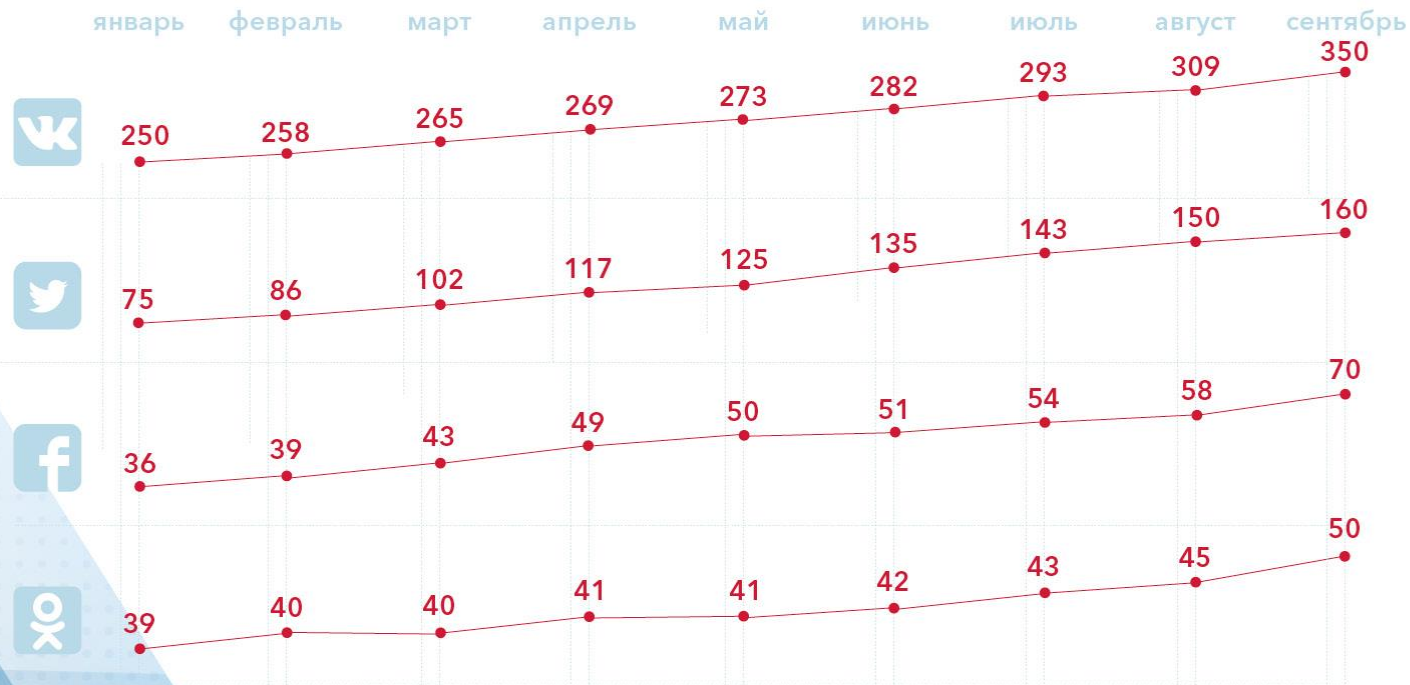 январь февраль март апрель май июнь июль август сентябрь
250 258 265 269 273 282 293 309 350
75 86 102 117 125 135 143 150 160
36 39 43 49 50 51 54 58 70
39 40 40 41 41 42 43 45 50